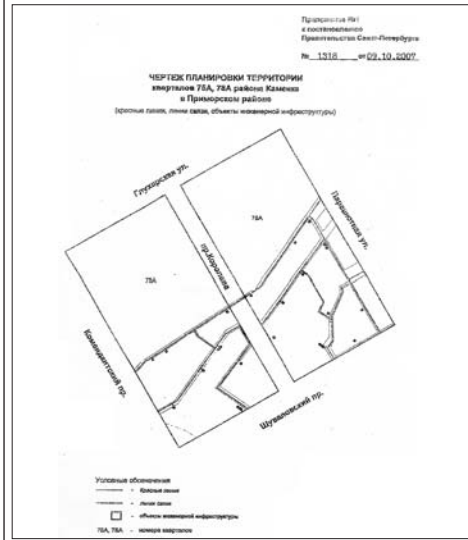 Приложение №1
к постановлению
Правительства Санкт-Петербурга
№ 1318 от 09.10.2007
ЧЕРТЕЖ ПЛАНИРОВКИ ТЕРРИТОРИИ
кварталов 75А, 78А района Каменка
в Приморском районе
(красные линии, линии связи, объекты инженерной инфраструктуры)
Глухарская ул.
Парашютная ул.
78А
пр.Королева
75А
Комендантский пр.
Шуваловский пр.
Условные обозначения
- Красные линии
- линии связи
- объекты инженерной инфраструктуры
75А, 78А - номера кварталов